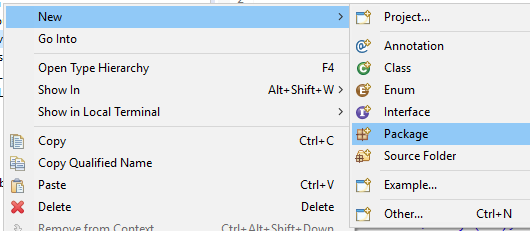 New
Go Into
Open Type Hierarchy F4
Show In Alt+Shift+W
Show in Local Terminal
Copy Ctrl+C
Copy Qualified Name
Paste Ctrl+V
Delete Delete
Remove from Context Ctrl+Alt+Shift+Down
Project...
Annotation
Class
Enum
Interface
Package
Source Folder
Example...
Other... Ctrl+N